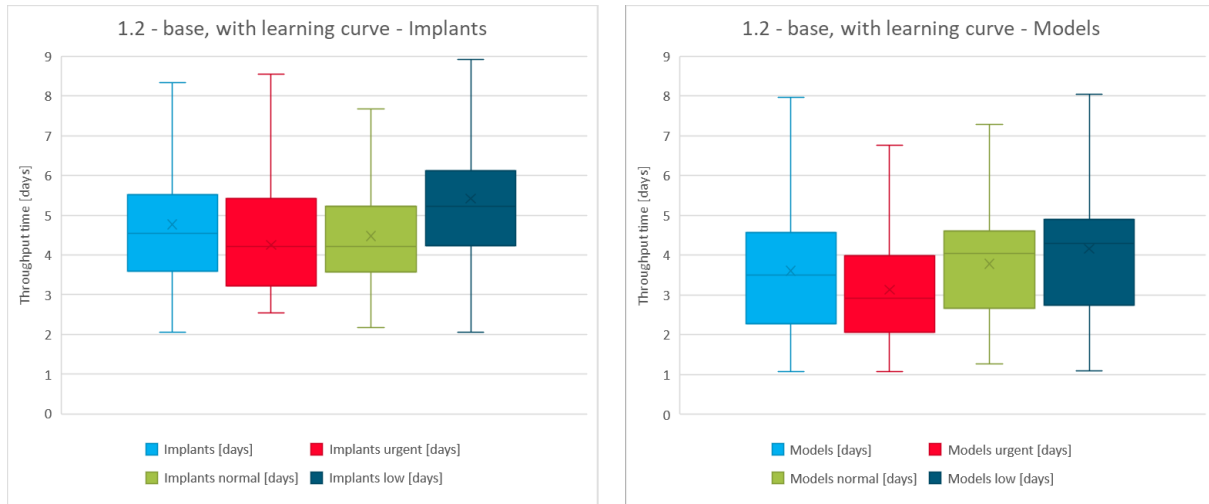 1.2 - base, with learning curve - Implants
9
8
7
6
5
4
3
2
1
0
Throughput time [days]
Implants [days]
Implants urgent [days]
Implants normal [days]
Implants low [days]
1.2 - base, with learning curve - Models
9
8
7
6
5
4
3
2
1
0
Throughput time [days]
Models [days]
Models urgent [days]
Models normal [days]
Models low [days]